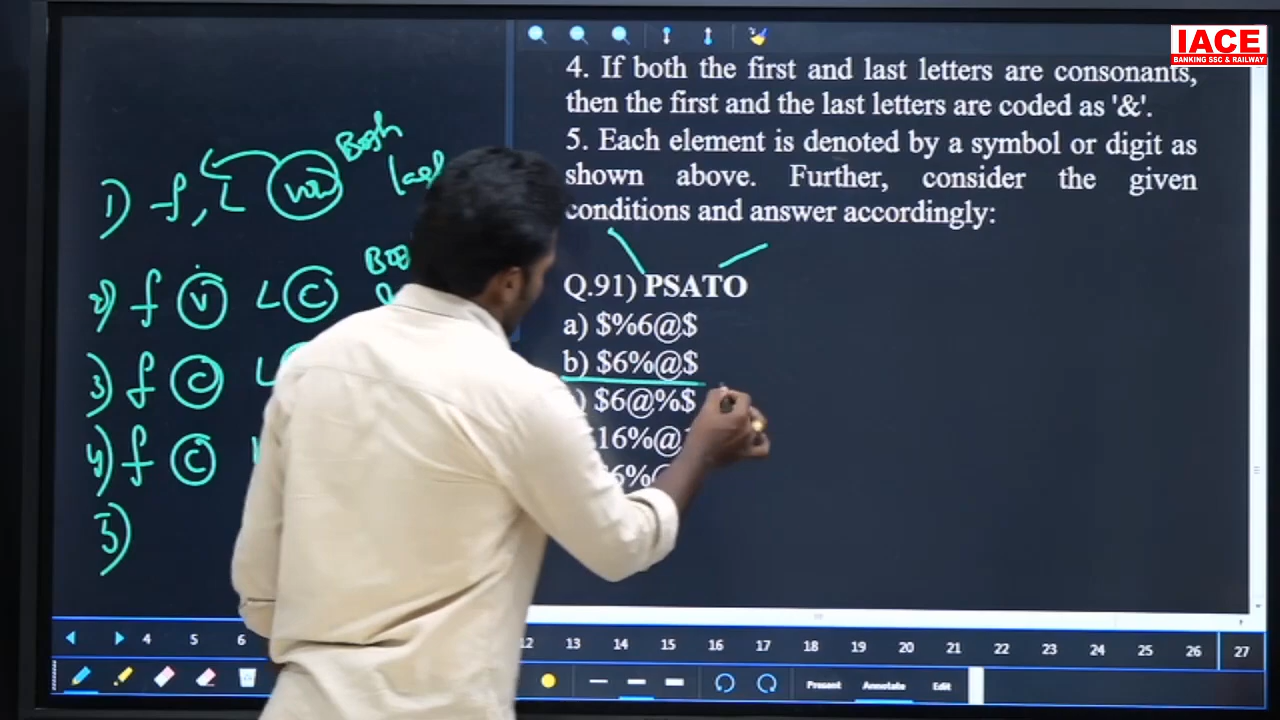 IACE
BANKING SSC & RAILWAY
4. If both the first and last letters are consonants,
then the first and the last letters are coded as '&'.
5. Each element is denoted by a symbol or digit as
shown above. Further, consider the given
conditions and answer accordingly:
Q.91) PSATO
a) $%6@$
b) $6%@$
) $6@%$
16%@
6%
1) f, L
Both
2) f V L C
3) f C L
4) f C
5)
4 5 6 12 13 14 15 16 17 18 19 20 21 22 23 24 25 26 27
Present Annotate Edit